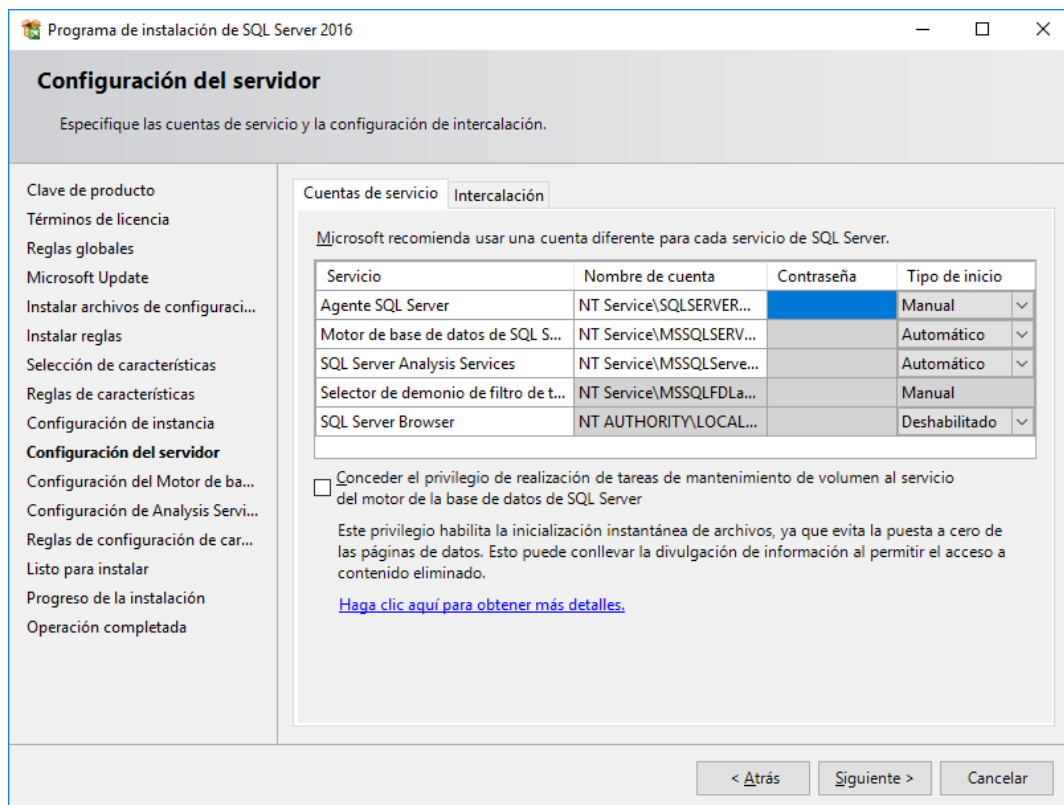 Programa de instalación de SQL Server 2016
Configuración del servidor
Especifique las cuentas de servicio y la configuración de intercalación.
Clave de producto
Términos de licencia
Reglas globales
Microsoft Update
Instalar archivos de configuraci...
Instalar reglas
Selección de características
Reglas de características
Configuración de instancia
Configuración del servidor
Configuración del Motor de ba...
Configuración de Analysis Servi...
Reglas de configuración de car...
Listo para instalar
Progreso de la instalación
Operación completada
Cuentas de servicio Intercalación
Microsoft recomienda usar una cuenta diferente para cada servicio de SQL Server.
Servicio Nombre de cuenta Contraseña Tipo de inicio
Agente SQL Server NT Service\SQLSERVER... Manual
Motor de base de datos de SQL S... NT Service\MSSQLSERV... Automático
SQL Server Analysis Services NT Service\MSSQLServe... Automático
Selector de demonio de filtro de t... NT Service\MSSQLFDLa... Manual
SQL Server Browser NT AUTHORITY\LOCAL... Deshabilitado
Conceder el privilegio de realización de tareas de mantenimiento de volumen al servicio
del motor de la base de datos de SQL Server
Este privilegio habilita la inicialización instantánea de archivos, ya que evita la puesta a cero de
las páginas de datos. Esto puede conllevar la divulgación de información al permitir el acceso a
contenido eliminado.
Haga clic aquí para obtener más detalles.
< Atrás Siguiente > Cancelar